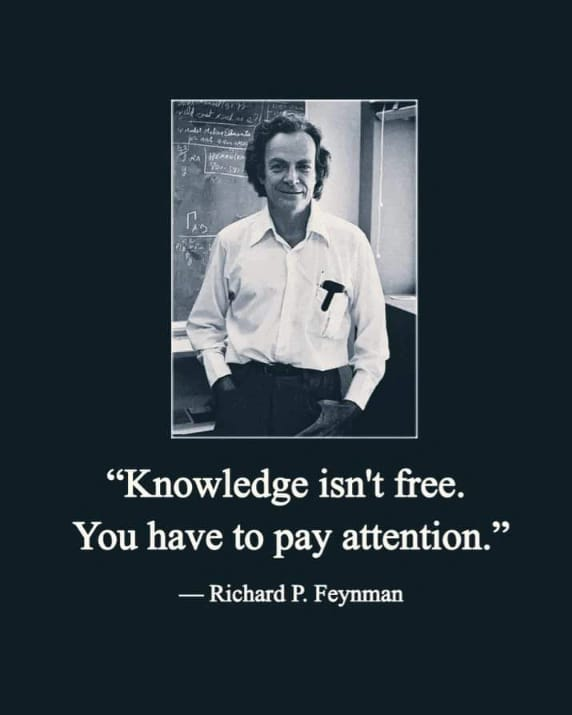 “Knowledge isn't free.
You have to pay attention.”
— Richard P. Feynman